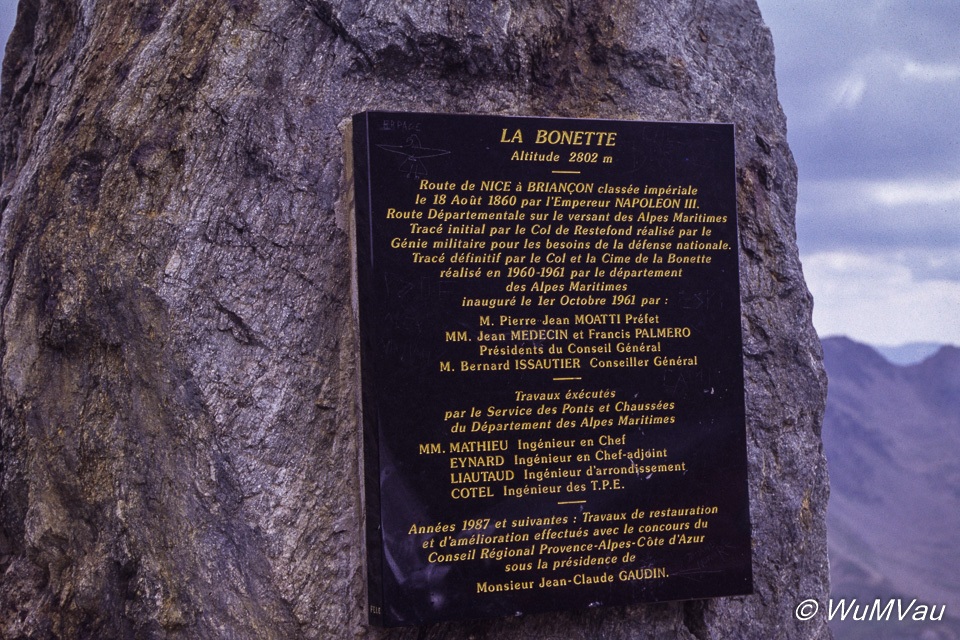 LA BONETTE
Altitude 2802 m
Route de NICE à BRIANÇON classée impériale
le 18 Août 1860 par l'Empereur NAPOLEON III.
Route Départementale sur le versant des Alpes Maritimes
Tracé initial par le Col de Restefond réalisé par le
Génie militaire pour les besoins de la défense nationale.
Tracé définitif par le Col et la Cime de la Bonette
réalisé en 1960-1961 par le département
des Alpes Maritimes
inauguré le 1er Octobre 1961 par :
M. Pierre Jean MOATTI Préfet
MM. Jean MEDECIN et Francis PALMERO
Présidents du Conseil Général
M. Bernard ISSAUTIER Conseiller Général
Travaux éxécutés
par le Service des Ponts et Chaussées
du Département des Alpes Maritimes
MM. MATHIEU Ingénieur en Chef
EYNARD Ingénieur en Chef-adjoint
LIAUTAUD Ingénieur d'arrondissement
COTEL Ingénieur des T.P.E.
Années 1987 et suivantes : Travaux de restauration
et d'amélioration effectués avec le concours du
Conseil Régional Provence-Alpes-Côte d'Azur
sous la présidence de
Monsieur Jean-Claude GAUDIN.
© WuMVau